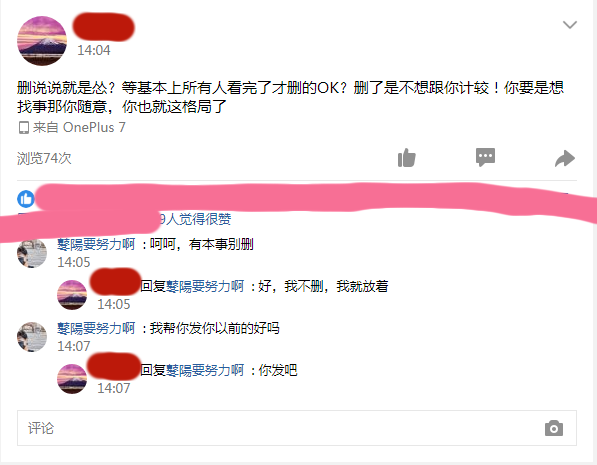 14:04
删说说就是怂？等基本上所有人看完了才删的OK？删了是不想跟你计较！你要是想
找事那你随意，你也就这格局了
来自 OnePlus 7
浏览74次
9人觉得很赞
鼙陽要努力啊 : 呵呵，有本事别删
14:05
回复鼙陽要努力啊 : 好，我不删，我就放着
14:05
鼙陽要努力啊 : 我帮你发你以前的好吗
14:07
回复鼙陽要努力啊 : 你发吧
14:07
评论